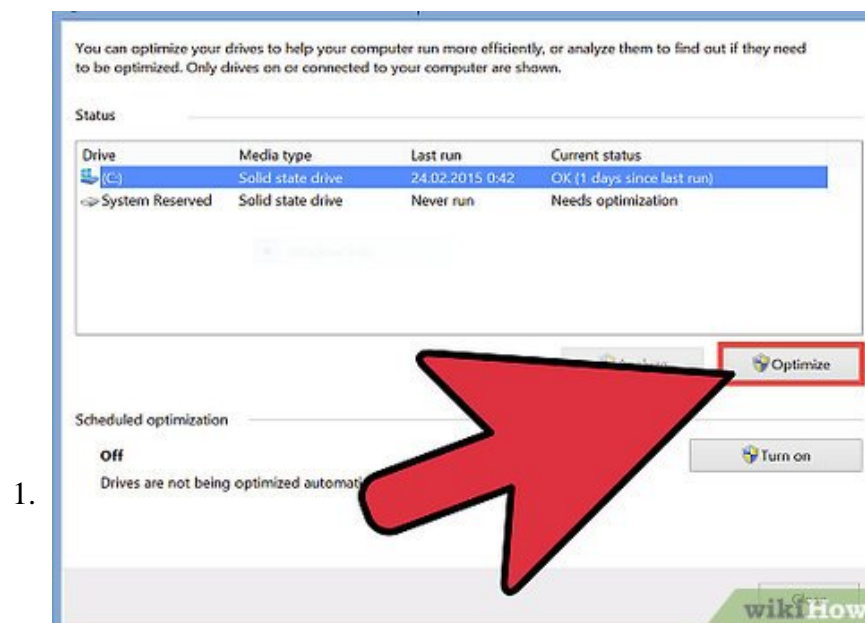 You can optimize your drives to help your computer run more efficiently, or analyze them to find out if they need
to be optimized. Only drives on or connected to your computer are shown.
Status
Drive Media type Last run Current status
(C:) Solid state drive 24.02.2015 0:42 OK (1 days since last run)
System Reserved Solid state drive Never run Needs optimization
Optimize
Scheduled optimization
Off
Turn on
Drives are not being optimized
1.
wikiHow